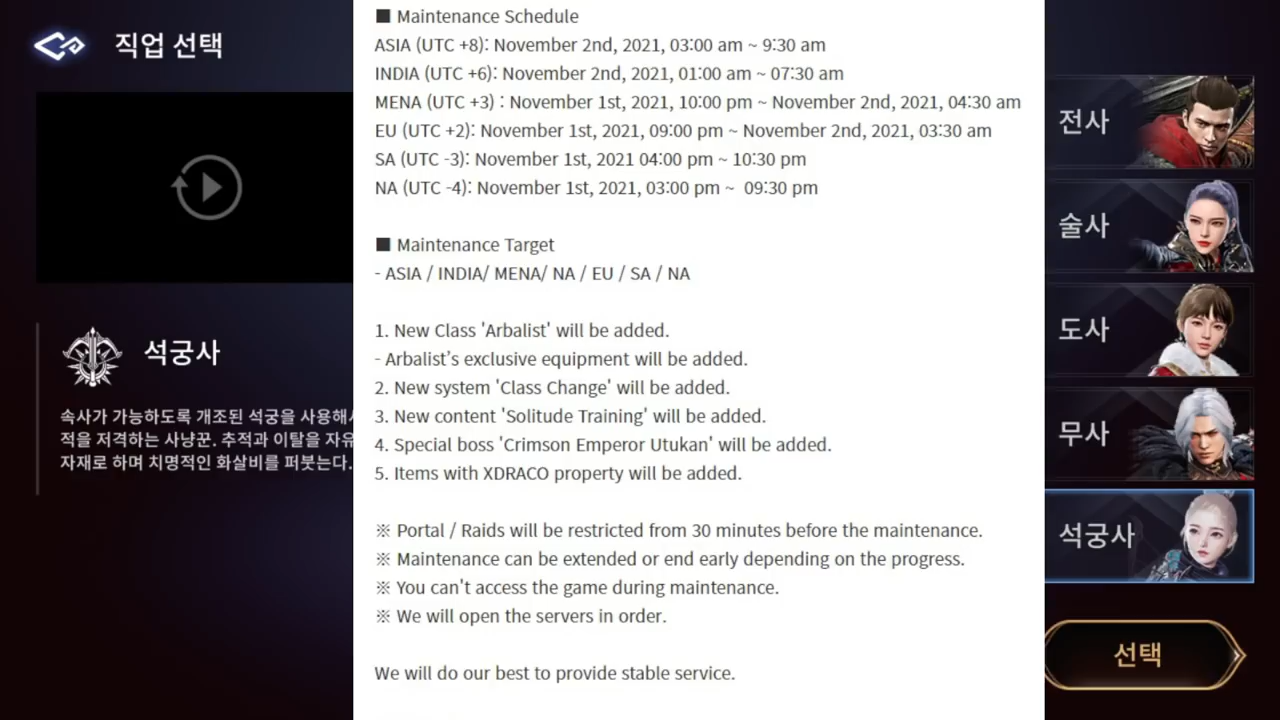 직업 선택
석궁사
속사가 가능하도록 개조된 석궁을 사용해
적을 저격하는 사냥꾼. 추적과 이탈을 자유
자재로 하며 치명적인 화살비를 퍼붓는다.
■ Maintenance Schedule
ASIA (UTC +8): November 2nd, 2021, 03:00 am ~ 9:30 am
INDIA (UTC +6): November 2nd, 2021, 01:00 am ~ 07:30 am
MENA (UTC +3) : November 1st, 2021, 10:00 pm ~ November 2nd, 2021, 04:30 am
EU (UTC +2): November 1st, 2021, 09:00 pm ~ November 2nd, 2021, 03:30 am
SA (UTC -3): November 1st, 2021 04:00 pm ~ 10:30 pm
NA (UTC -4): November 1st, 2021, 03:00 pm ~  09:30 pm
■ Maintenance Target
- ASIA / INDIA/ MENA/ NA / EU / SA / NA
1. New Class 'Arbalist' will be added.
- Arbalist's exclusive equipment will be added.
2. New system 'Class Change' will be added.
3. New content 'Solitude Training' will be added.
4. Special boss 'Crimson Emperor Utukan' will be added.
5. Items with XDRACO property will be added.
※ Portal / Raids will be restricted from 30 minutes before the maintenance.
※ Maintenance can be extended or end early depending on the progress.
※ You can't access the game during maintenance.
※ We will open the servers in order.
We will do our best to provide stable service.
전사
술사
도사
무사
석궁사
선택